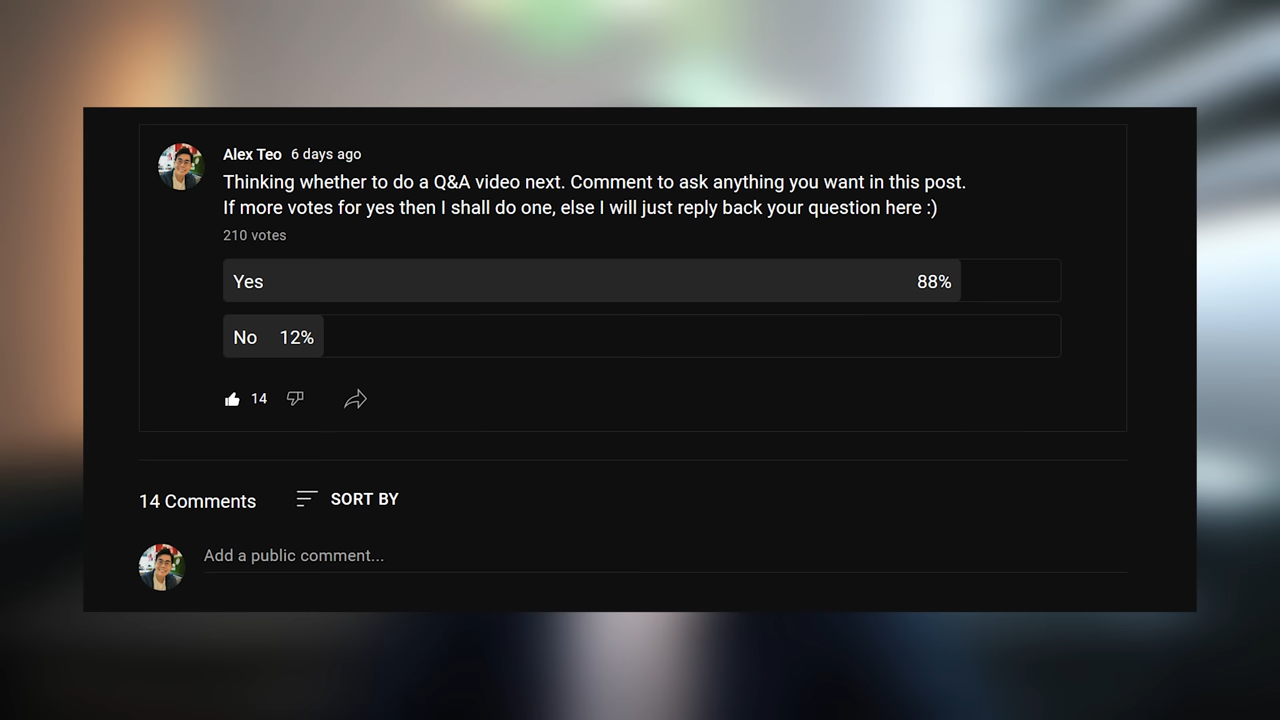 Alex Teo 6 days ago
Thinking whether to do a Q&A video next. Comment to ask anything you want in this post.
If more votes for yes then I shall do one, else I will just reply back your question here :)
210 votes
Yes 88%
No 12%
14
14 Comments SORT BY
Add a public comment...